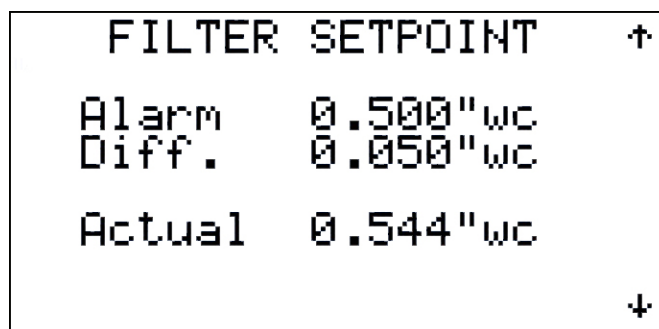 FILTER SETPOINT ↑
Alarm 0.500"wc
Diff. 0.050"wc
Actual 0.544"wc
↓